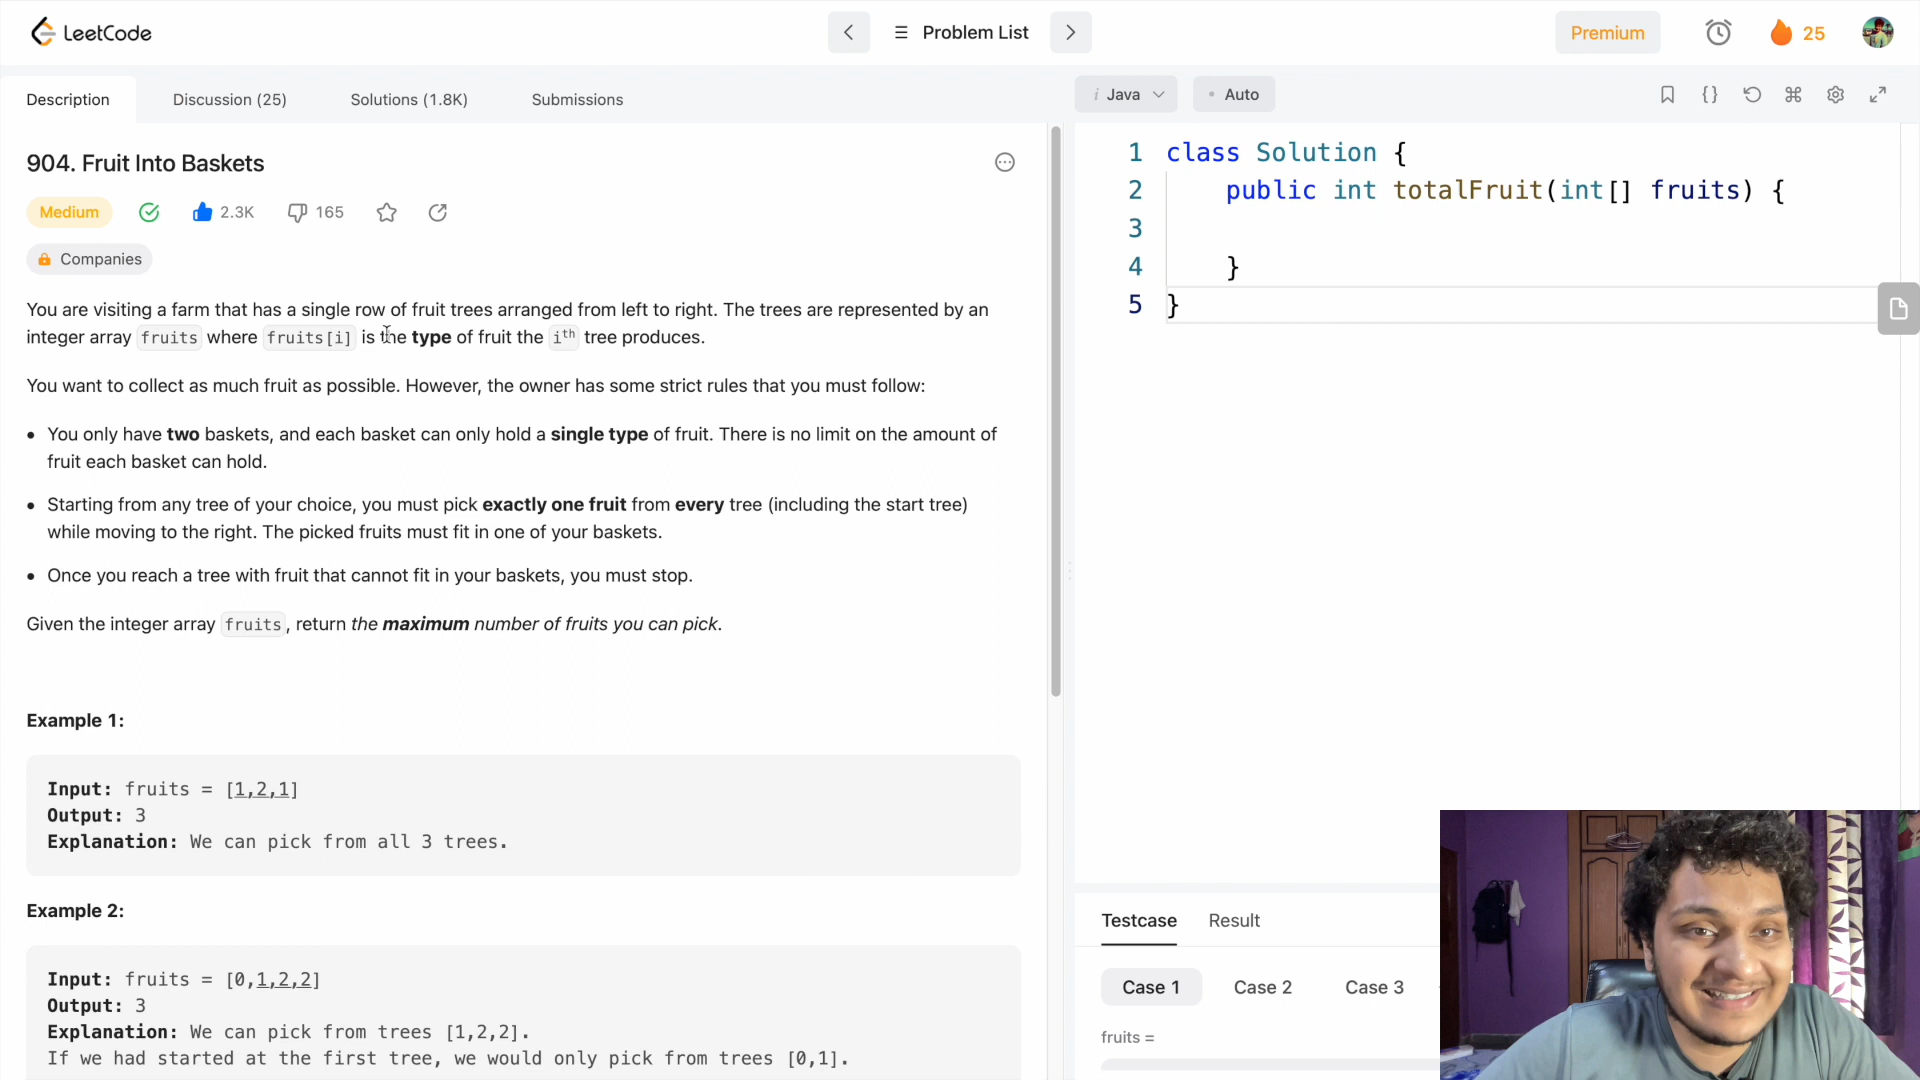 LeetCode
Problem List
Premium
25
Description
Discussion (25)
Solutions (1.8K)
Submissions
904. Fruit Into Baskets
Medium
2.3K
165
Companies
You are visiting a farm that has a single row of fruit trees arranged from left to right. The trees are represented by an
integer array fruits where fruits[i] is the type of fruit the ith tree produces.
You want to collect as much fruit as possible. However, the owner has some strict rules that you must follow:
• You only have two baskets, and each basket can only hold a single type of fruit. There is no limit on the amount of
fruit each basket can hold.
• Starting from any tree of your choice, you must pick exactly one fruit from every tree (including the start tree)
while moving to the right. The picked fruits must fit in one of your baskets.
• Once you reach a tree with fruit that cannot fit in your baskets, you must stop.
Given the integer array fruits, return the maximum number of fruits you can pick.
Example 1:
Input: fruits = [1,2,1]
Output: 3
Explanation: We can pick from all 3 trees.
Example 2:
Input: fruits = [0,1,2,2]
Output: 3
Explanation: We can pick from trees [1,2,2].
If we had started at the first tree, we would only pick from trees [0,1].
i Java
• Auto
1 class Solution {
2 public int totalFruit(int[] fruits) {
3
4 }
5 }
Testcase
Result
Case 1
Case 2
Case 3
fruits =